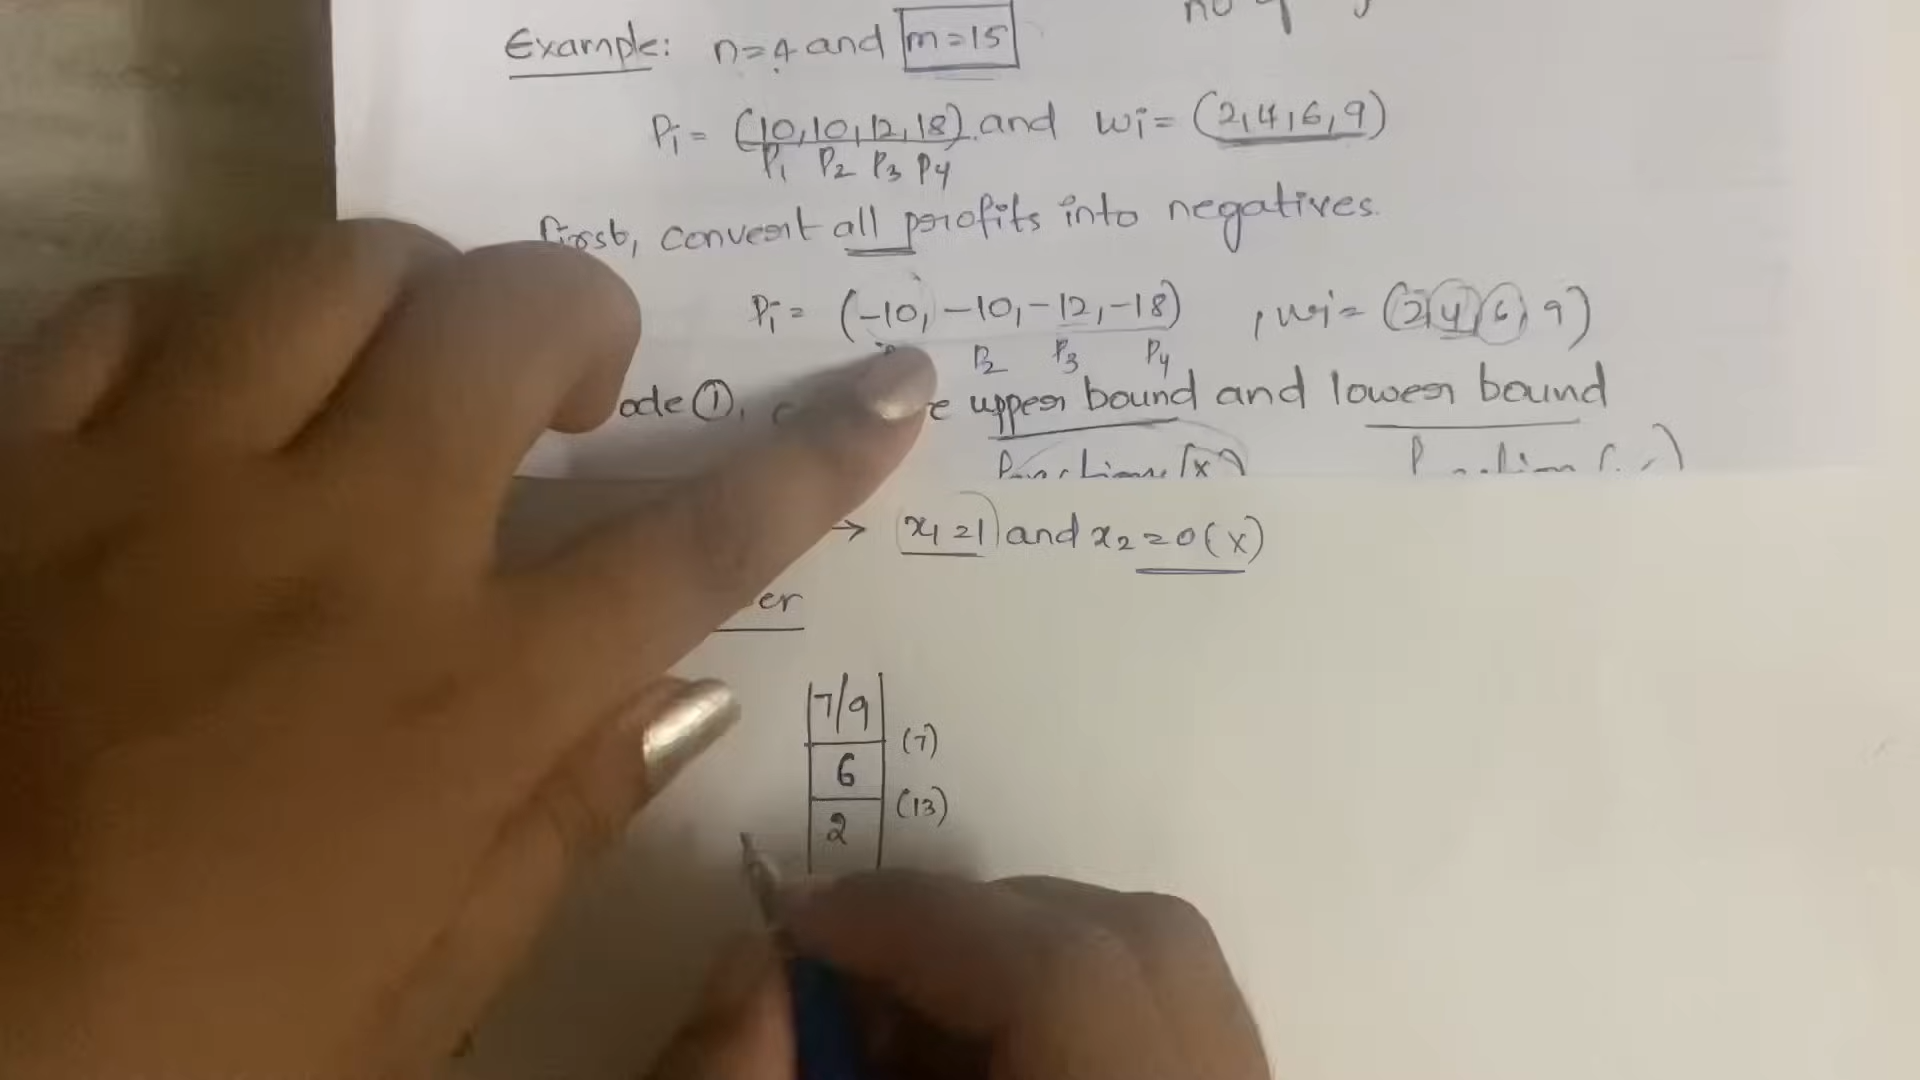 Example: n=4 and m=15
Pi = (10,10,12,18) and wi = (2,4,6,9)
P1 P2 P3 P4
first, convert all profits into negatives.
Pi = (-10, -10, -12, -18) , wi = (2,4,6,9)
P2 P3 P4
ode ①, upper bound and lower bound
→ x1=1 and x2=0(x)
er
7/9
(7)
6
(13)
2